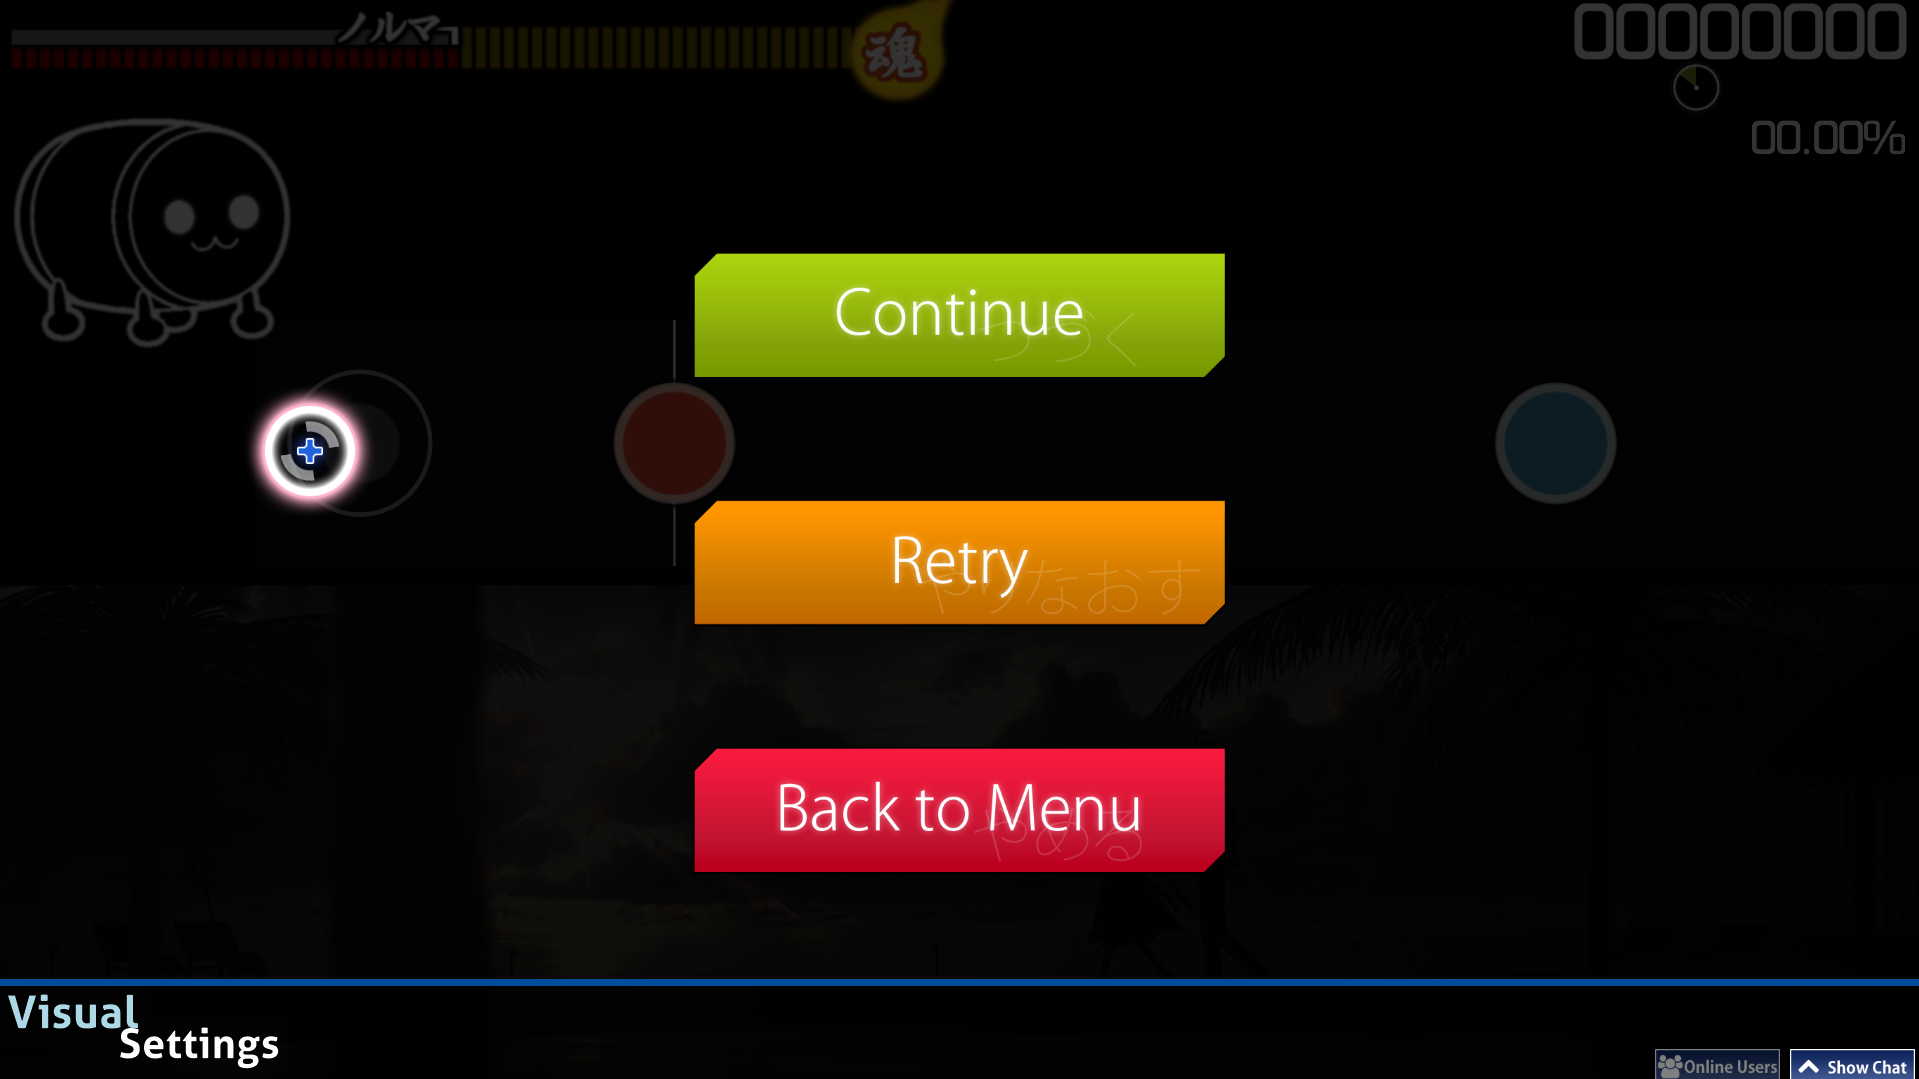 ノルマ
魂
00000000
00.00%
Continue
つづく
Retry
やりなおす
Back to Menu
やめる
Visual
Settings
Online Users
Show Chat